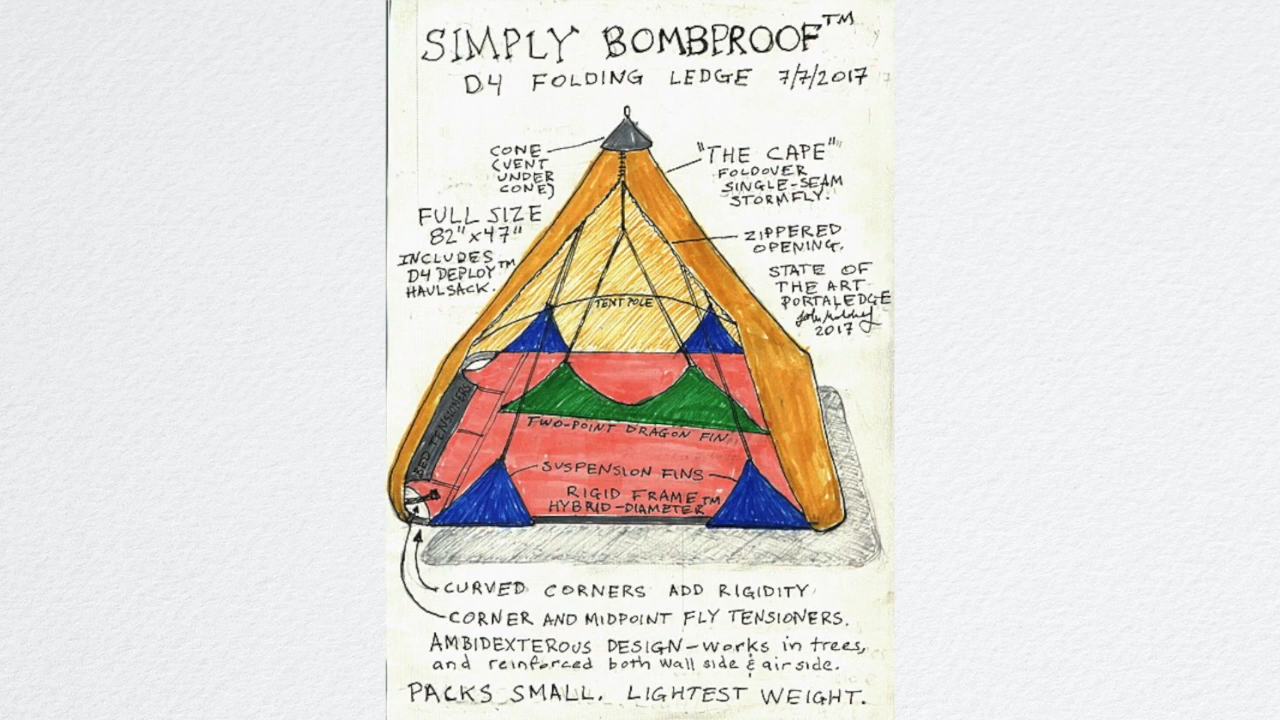 SIMPLY BOMBPROOF™
D4 FOLDING LEDGE 7/7/2017
CONE
(VENT
UNDER
CONE)
"THE CAPE"
FOLDOVER
SINGLE-SEAM
STORMFLY.
FULL SIZE
82" x 47"
INCLUDES
D4 DEPLOY™
HAULSACK.
ZIPPERED
OPENING.
STATE OF
THE ART
PORTALEDGE
2017
TENT POLE
TENSIONERS
TWO-POINT DRAGON FIN.
SUSPENSION FINS
RIGID FRAME™
HYBRID-DIAMETER
CURVED CORNERS ADD RIGIDITY
CORNER AND MIDPOINT FLY TENSIONERS.
AMBIDEXTEROUS DESIGN-works in trees,
and reinforced both wall side & airside.
PACKS SMALL. LIGHTEST WEIGHT.